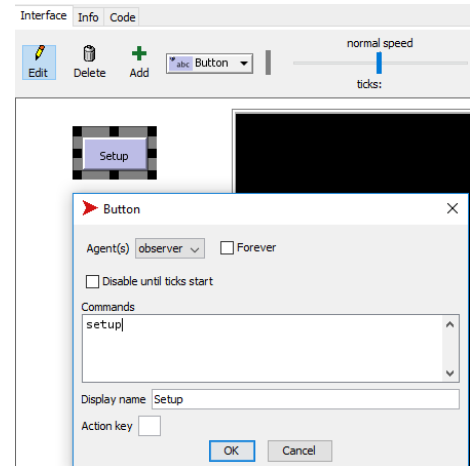 Interface Info Code
Edit Delete Add abc Button normal speed
ticks:
Setup
Button
Agent(s) observer Forever
Disable until ticks start
Commands
setup
Display name Setup
Action key
OK Cancel